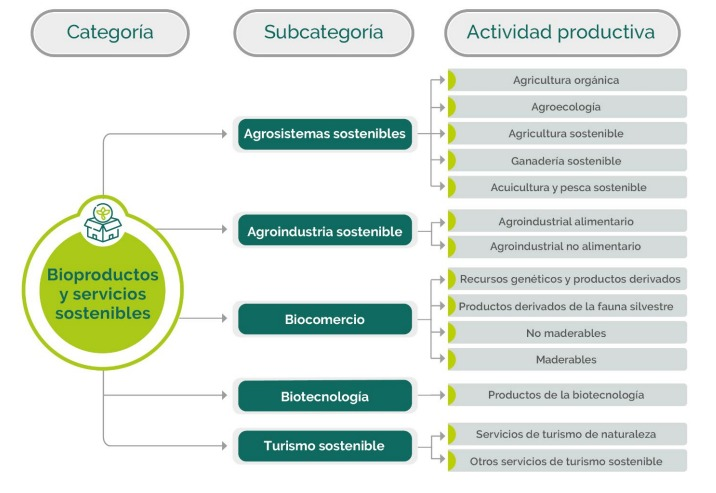 Categoría
Subcategoría
Actividad productiva
Bioproductos
y servicios
sostenibles
Agrosistemas sostenibles
Agricultura orgánica
Agroecología
Agricultura sostenible
Ganadería sostenible
Acuicultura y pesca sostenible
Agroindustria sostenible
Agroindustrial alimentario
Agroindustrial no alimentario
Biocomercio
Recursos genéticos y productos derivados
Productos derivados de la fauna silvestre
No maderables
Maderables
Biotecnología
Productos de la biotecnología
Turismo sostenible
Servicios de turismo de naturaleza
Otros servicios de turismo sostenible